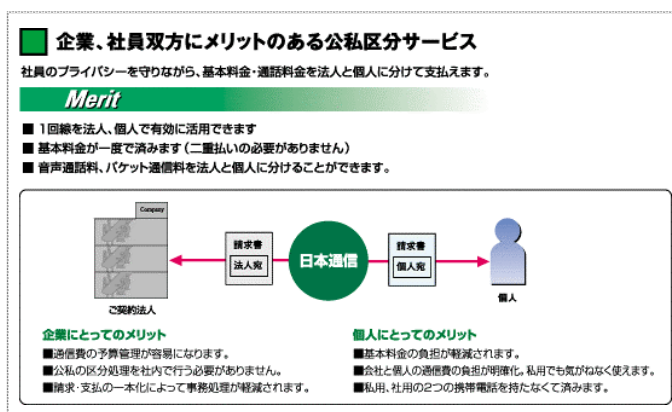 企業、社員双方にメリットのある公私区分サービス
社員のプライバシーを守りながら、基本料金・通話料金を法人と個人に分けて支払えます。
Merit
■ 1回線を法人、個人で有効に活用できます
■ 基本料金が一度で済みます(二重払いの必要がありません)
■ 音声通話料、パケット通信料を法人と個人に分けることができます。
Company
請求書
法人宛
日本通信
請求書
個人宛
ご契約法人
個人
企業にとってのメリット
■通信費の予算管理が容易になります。
■公私の区分処理を社内で行う必要がありません。
■請求・支払の一本化によって事務処理が軽減されます。
個人にとってのメリット
■基本料金の負担が軽減されます。
■会社と個人の通信費の負担が明確化。私用でも気がねなく使えます。
■私用、社用の2つの携帯電話を持たなくて済みます。